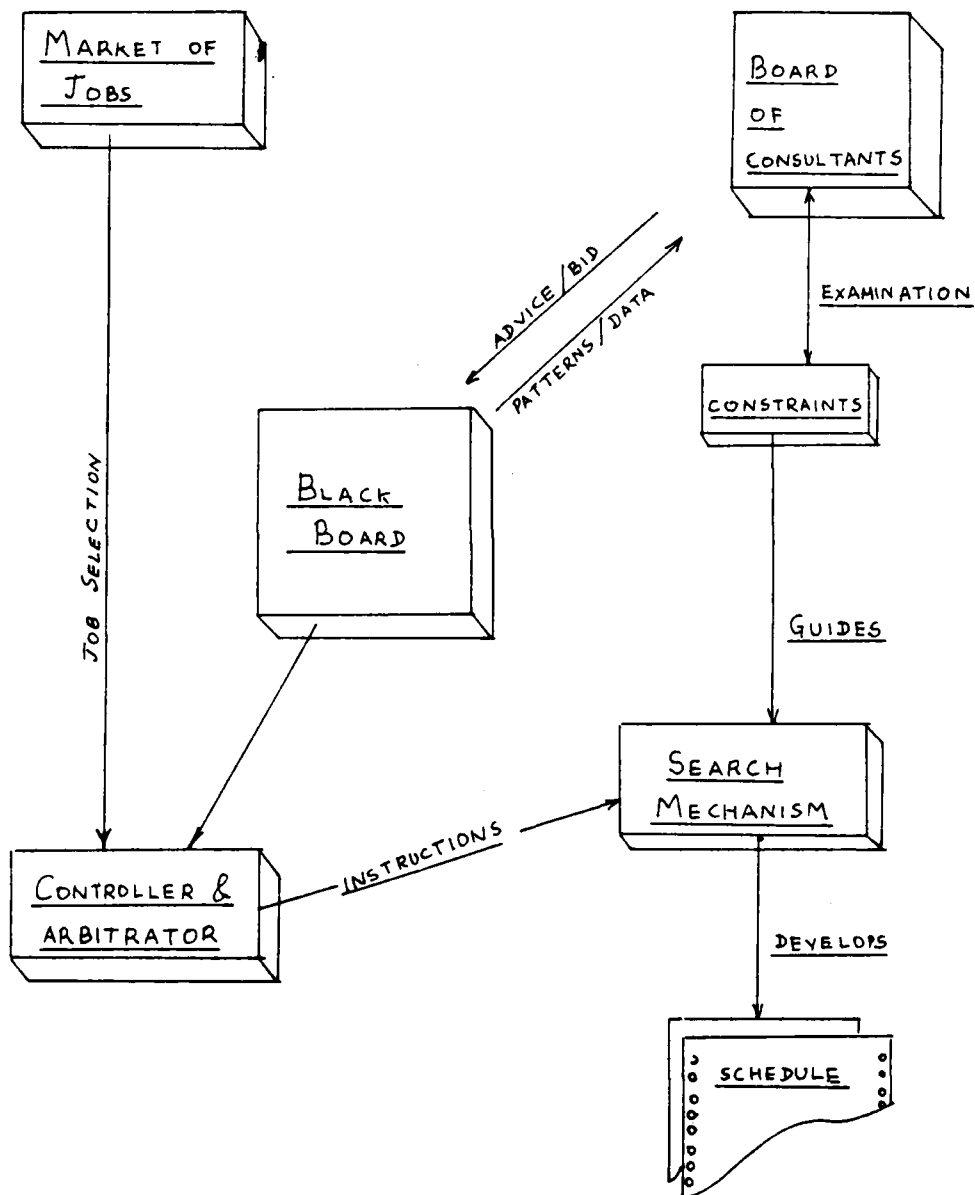 MARKET OF
JOBS
BOARD
OF
CONSULTANTS
ADVICE/BID
PATTERNS/DATA
EXAMINATION
CONSTRAINTS
BLACK
BOARD
JOB SELECTION
GUIDES
SEARCH
MECHANISM
INSTRUCTIONS
CONTROLLER &
ARBITRATOR
DEVELOPS
SCHEDULE